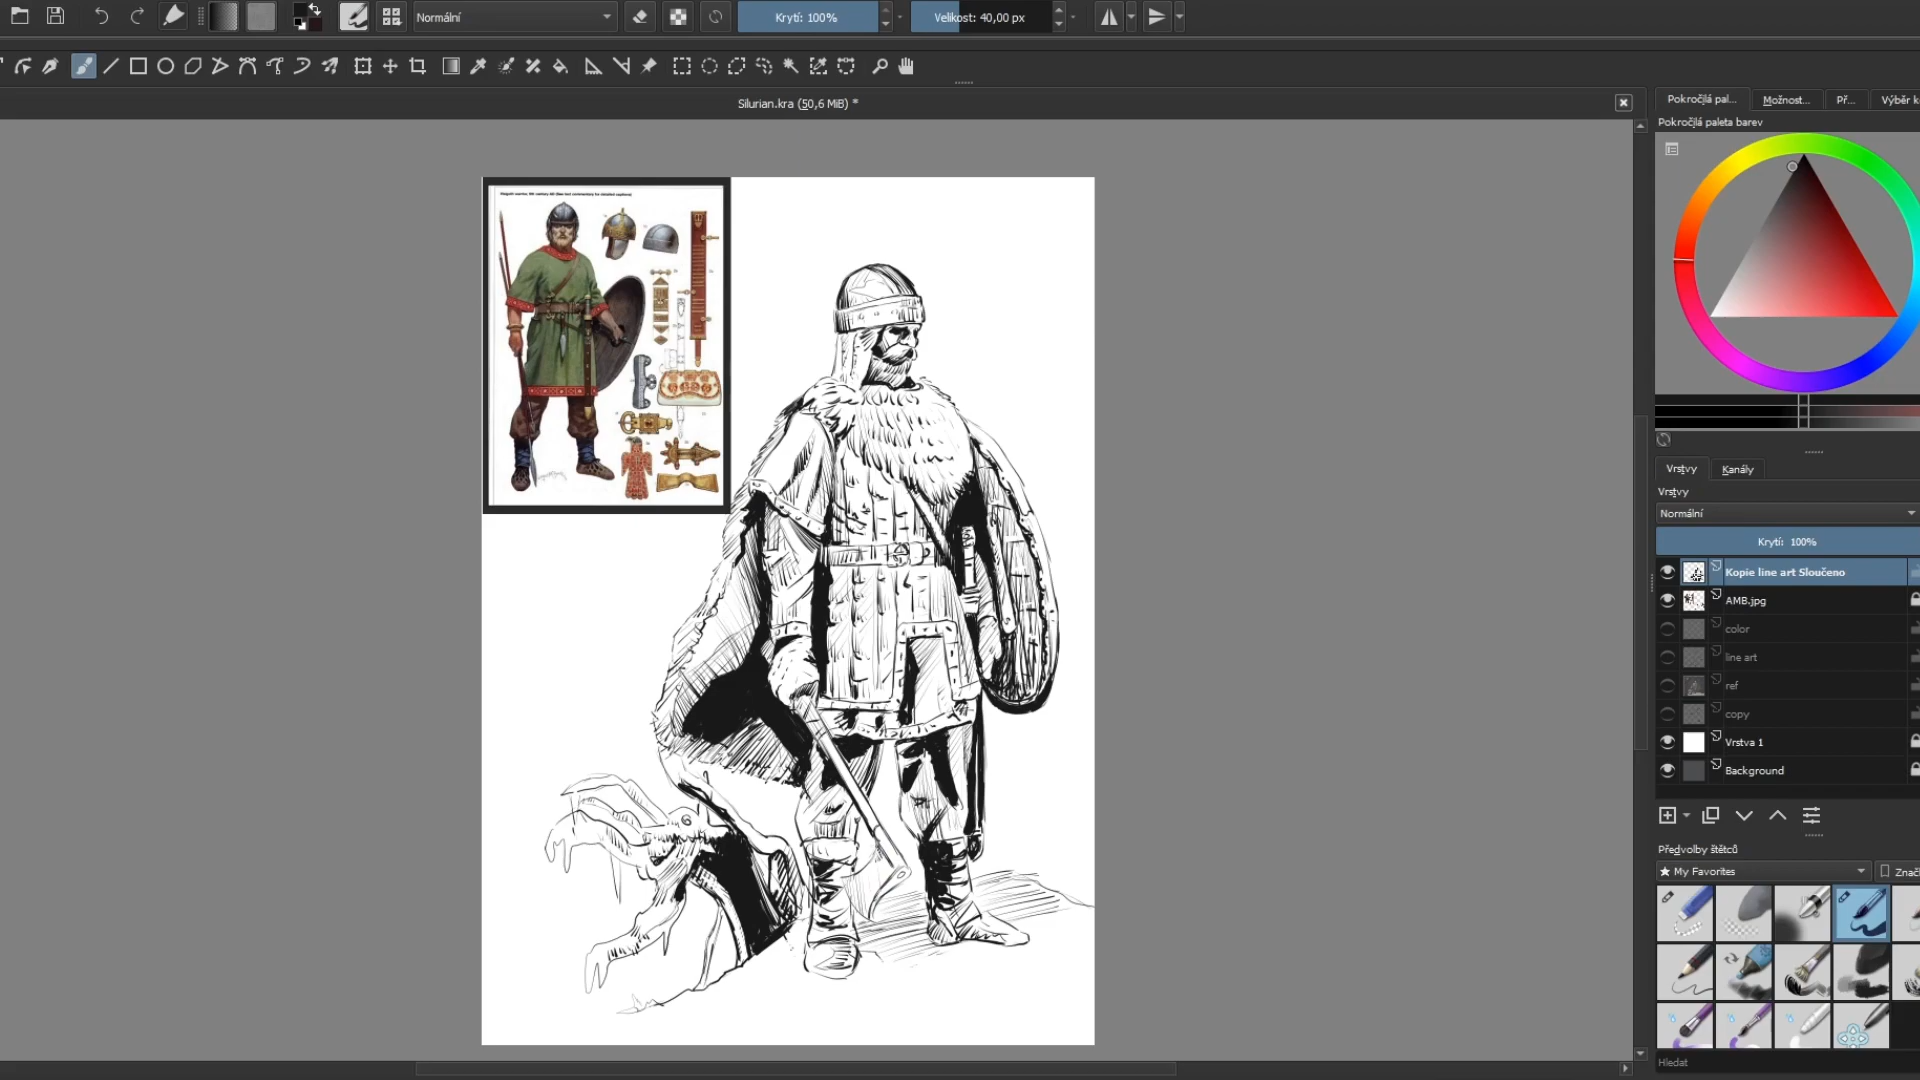 Normální
Krytí: 100%
Velikost: 40,00 px
Silurian.kra (50,6 MiB) *
Pokročilá pal...
Možnost...
Př...
Výběr k
Pokročilá paleta barev
Vrstvy
Kanály
Vrstvy
Normální
Krytí: 100%
Kopie line art Sloučeno
AMB.jpg
color
line art
ref
copy
Vrstva 1
Background
Předvolby štětců
★ My Favorites
Znač
Hledat